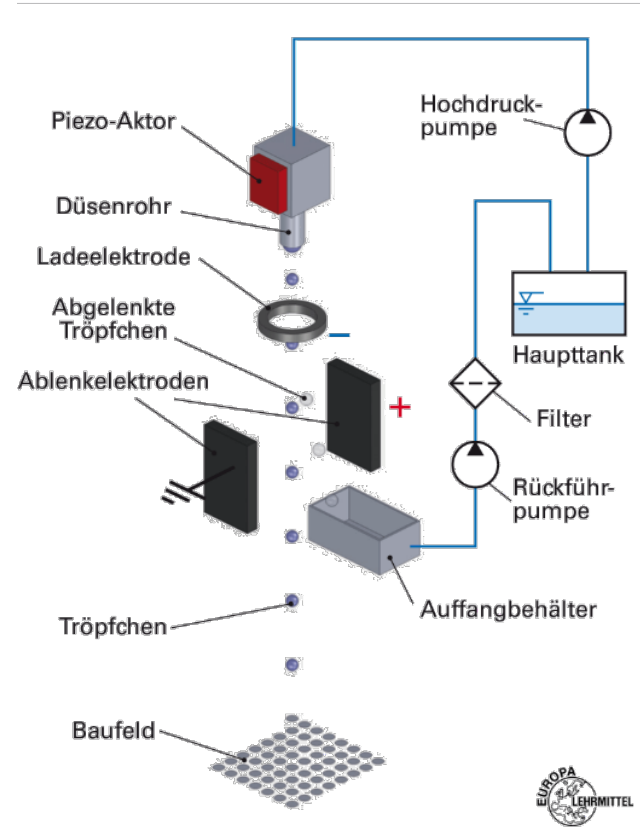 Hochdruck-
pumpe
Piezo-Aktor
Düsenrohr
Ladeelektrode
Abgelenkte
Tröpfchen
–
Haupttank
Ablenkelektroden
+
Filter
Rückführ-
pumpe
Auffangbehälter
Tröpfchen
Baufeld
EUROPA
LEHRMITTEL